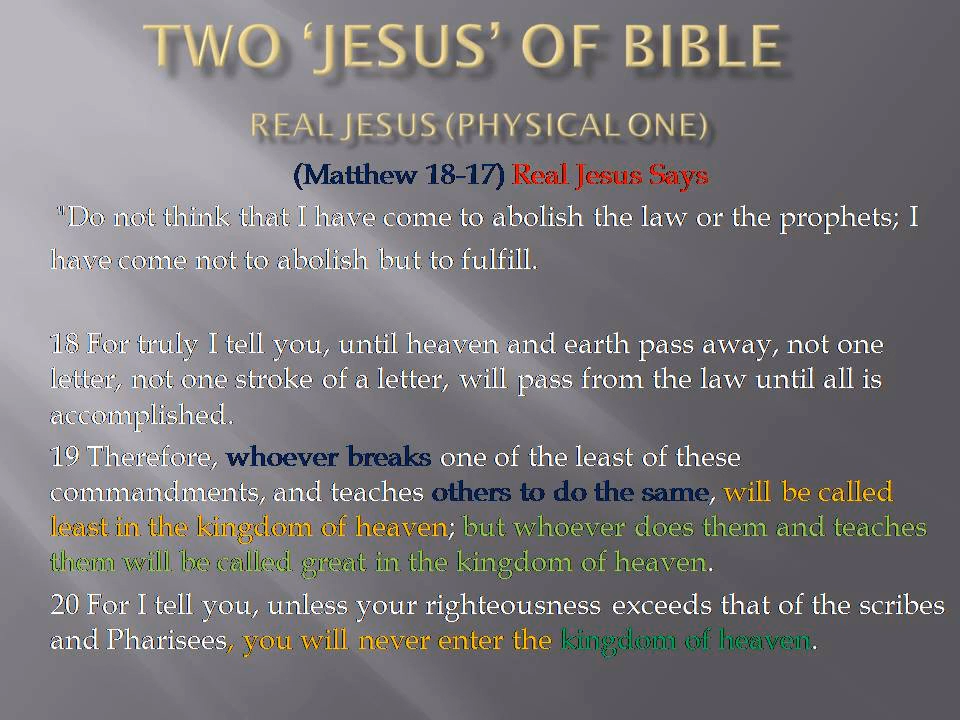 TWO ‘JESUS’ OF BIBLE
REAL JESUS (PHYSICAL ONE)
(Matthew 18-17) Real Jesus Says
"Do not think that I have come to abolish the law or the prophets; I
have come not to abolish but to fulfill.
18 For truly I tell you, until heaven and earth pass away, not one
letter, not one stroke of a letter, will pass from the law until all is
accomplished.
19 Therefore, whoever breaks one of the least of these
commandments, and teaches others to do the same, will be called
least in the kingdom of heaven; but whoever does them and teaches
them will be called great in the kingdom of heaven.
20 For I tell you, unless your righteousness exceeds that of the scribes
and Pharisees, you will never enter the kingdom of heaven.